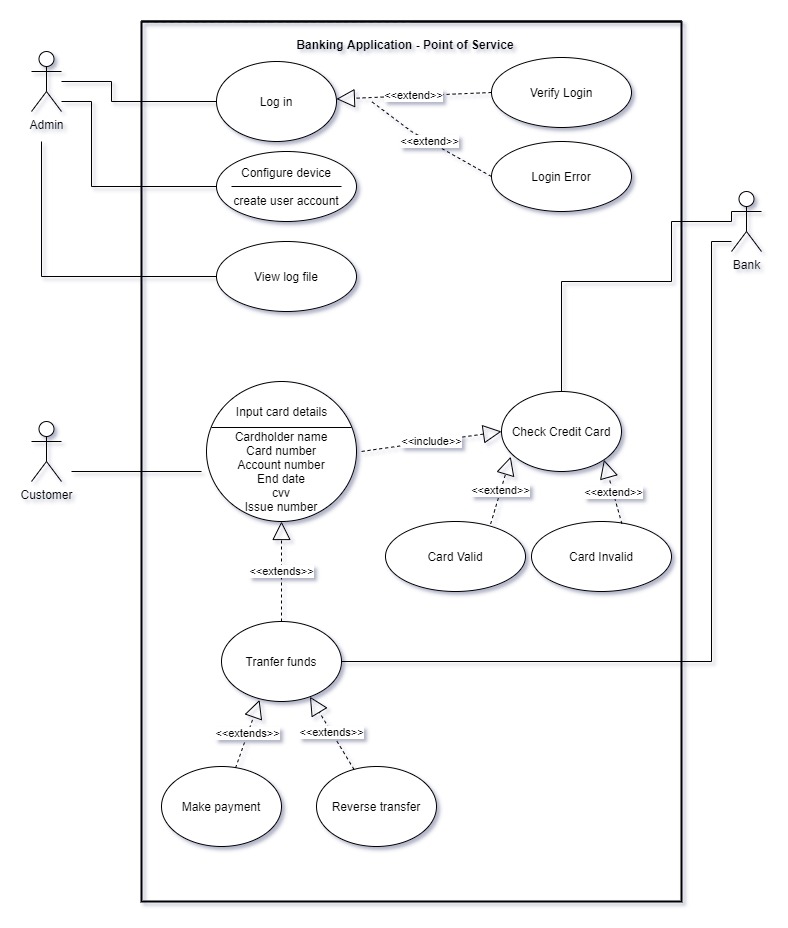 Banking Application - Point of Service
Admin
Log in
<<extend>>
Verify Login
<<extend>>
Login Error
Configure device
create user account
View log file
Bank
Customer
Input card details
Cardholder name
Card number
Account number
End date
cvv
Issue number
<<include>>
Check Credit Card
<<extend>>
<<extend>>
Card Valid
Card Invalid
<<extends>>
Tranfer funds
<<extends>>
<<extends>>
Make payment
Reverse transfer